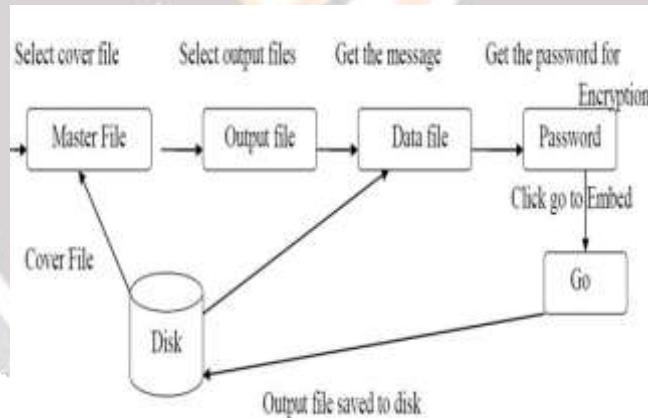 Select cover file
Select output files
Get the message
Get the password for
Encryption
Master File
Output file
Data file
Password
Click go to Embed
Cover File
Go
Disk
Output file saved to disk